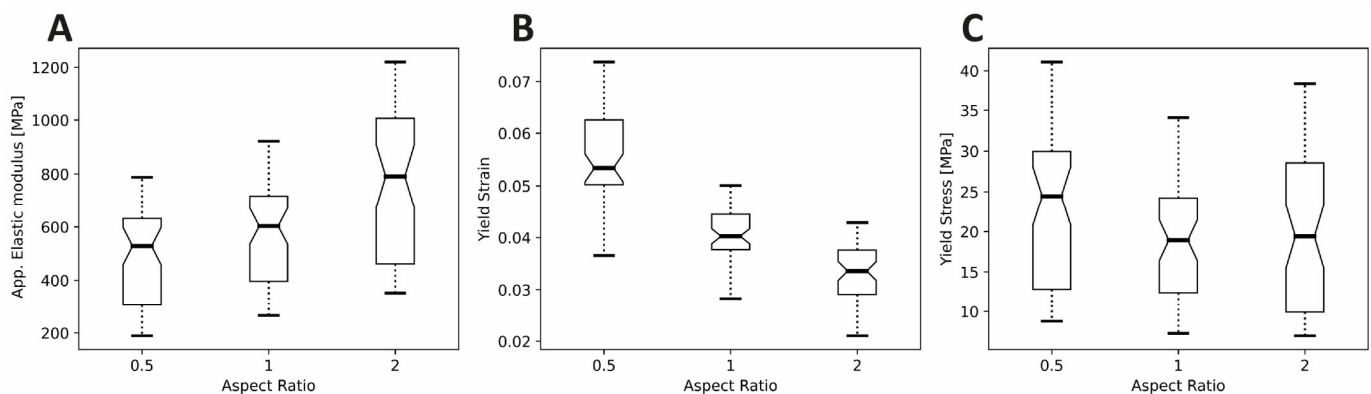 A
App. Elastic modulus [MPa]
1200
1000
800
600
400
200
0.5 1 2
Aspect Ratio
B
Yield Strain
0.07
0.06
0.05
0.04
0.03
0.02
0.5 1 2
Aspect Ratio
C
Yield Stress [MPa]
40
35
30
25
20
15
10
0.5 1 2
Aspect Ratio